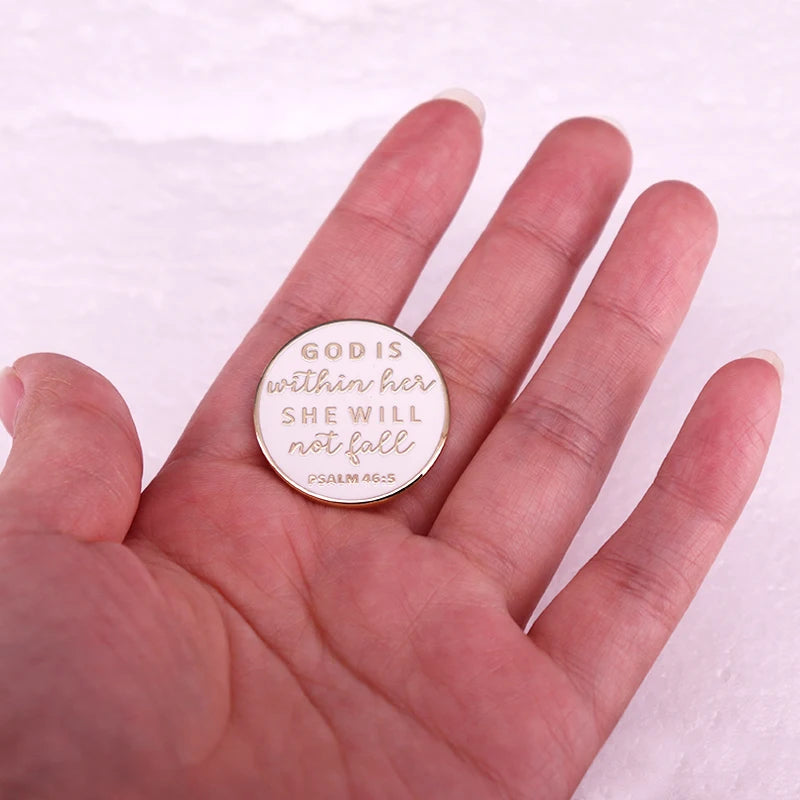 GOD IS
within her
SHE WILL
not fall
PSALM 46:5